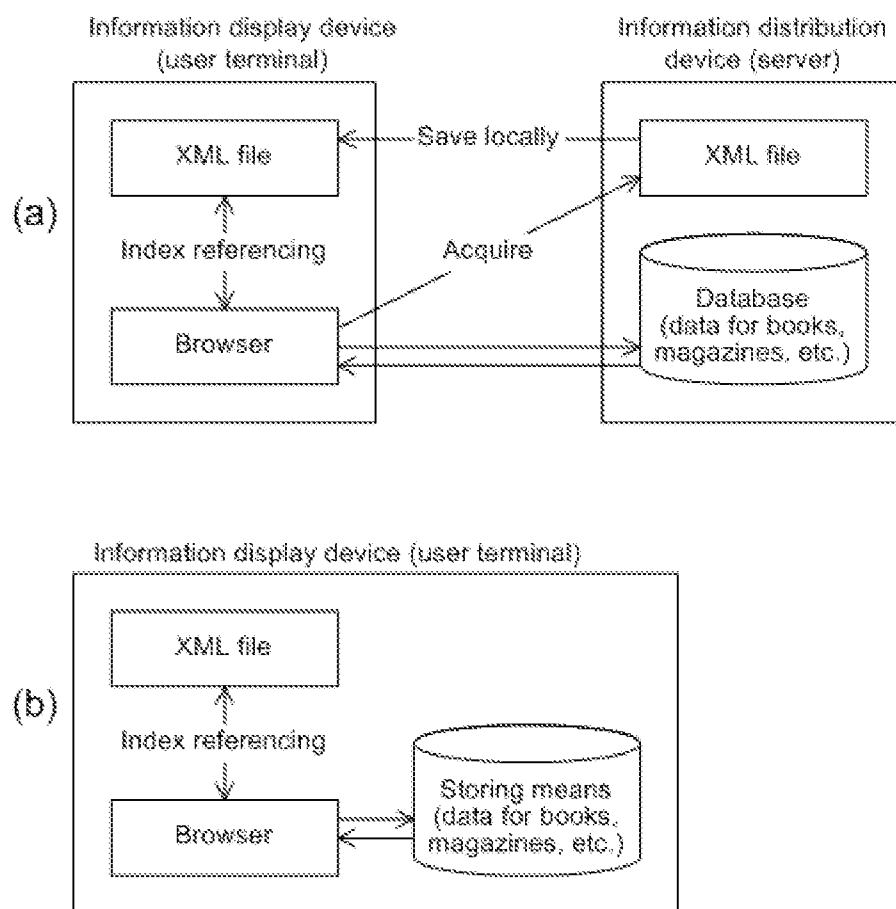 Information display device
(user terminal)
Information distribution
device (server)
XML file
Save locally
XML file
(a)
Index referencing
Acquire
Browser
Database
(data for books,
magazines, etc.)
Information display device (user terminal)
XML file
(b)
Index referencing
Browser
Storing means
(data for books,
magazines, etc.)